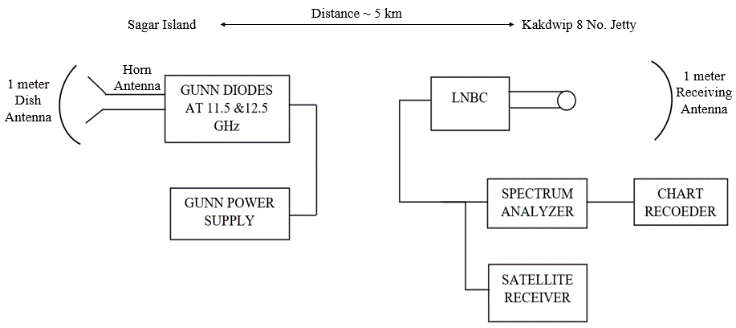 Distance ~ 5 km
Sagar Island
Kakdwip 8 No. Jetty
1 meter
Dish
Antenna
Horn
Antenna
GUNN DIODES
AT 11.5 &12.5
GHz
LNBC
1 meter
Receiving
Antenna
GUNN POWER
SUPPLY
SPECTRUM
ANALYZER
CHART
RECOEDER
SATELLITE
RECEIVER